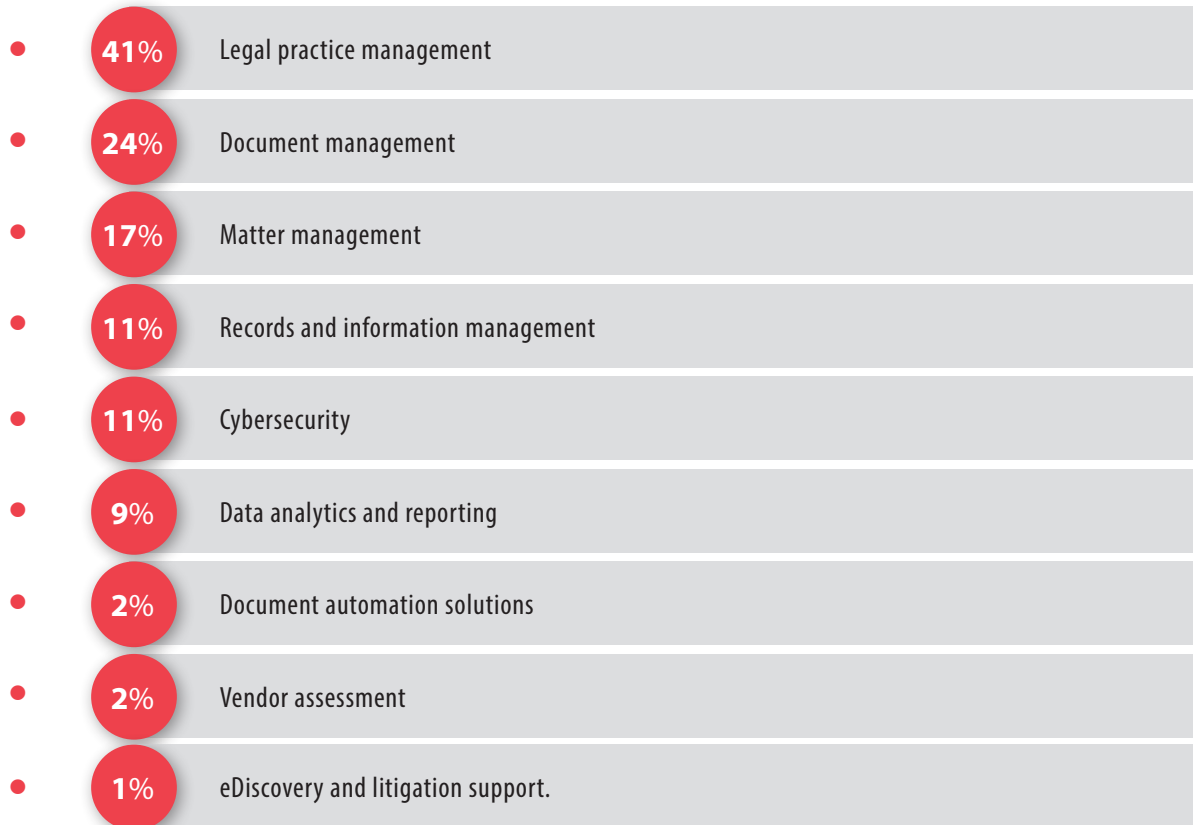 41% Legal practice management
24% Document management
17% Matter management
11% Records and information management
11% Cybersecurity
9% Data analytics and reporting
2% Document automation solutions
2% Vendor assessment
1% eDiscovery and litigation support.